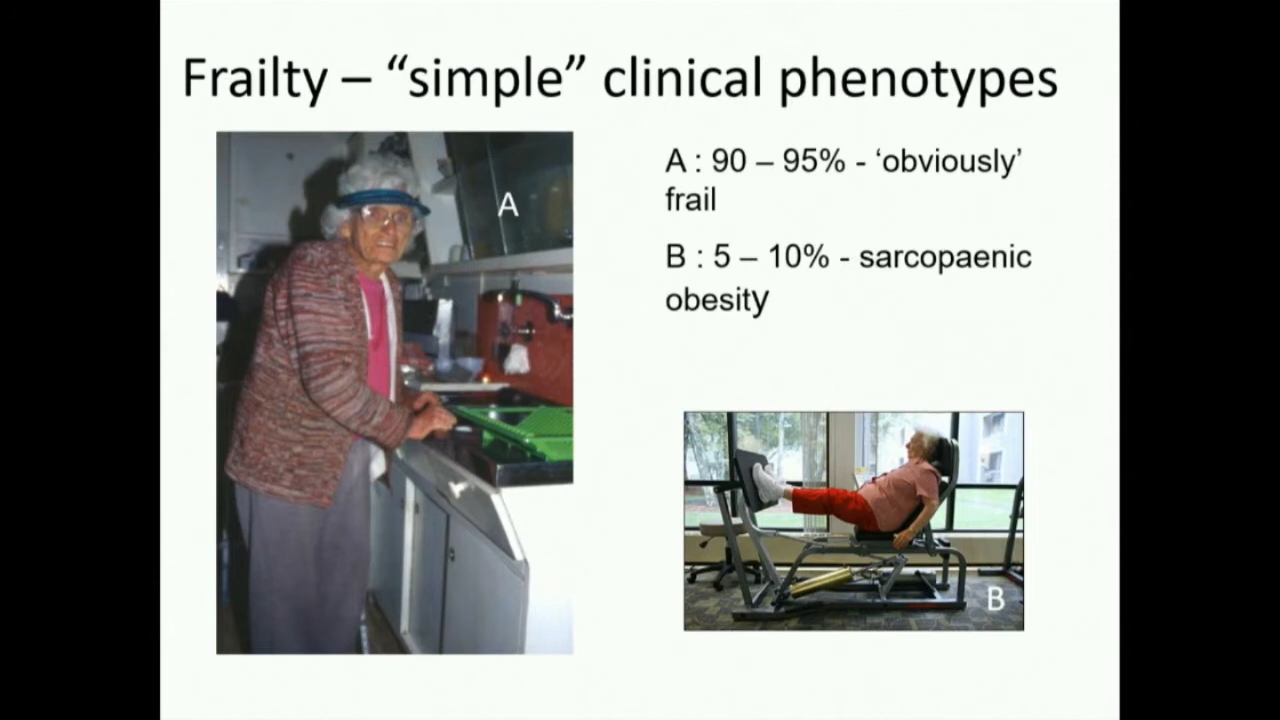 Frailty – “simple” clinical phenotypes
A
A : 90 – 95% - ‘obviously’
frail
B : 5 – 10% - sarcopaenic
obesity
B